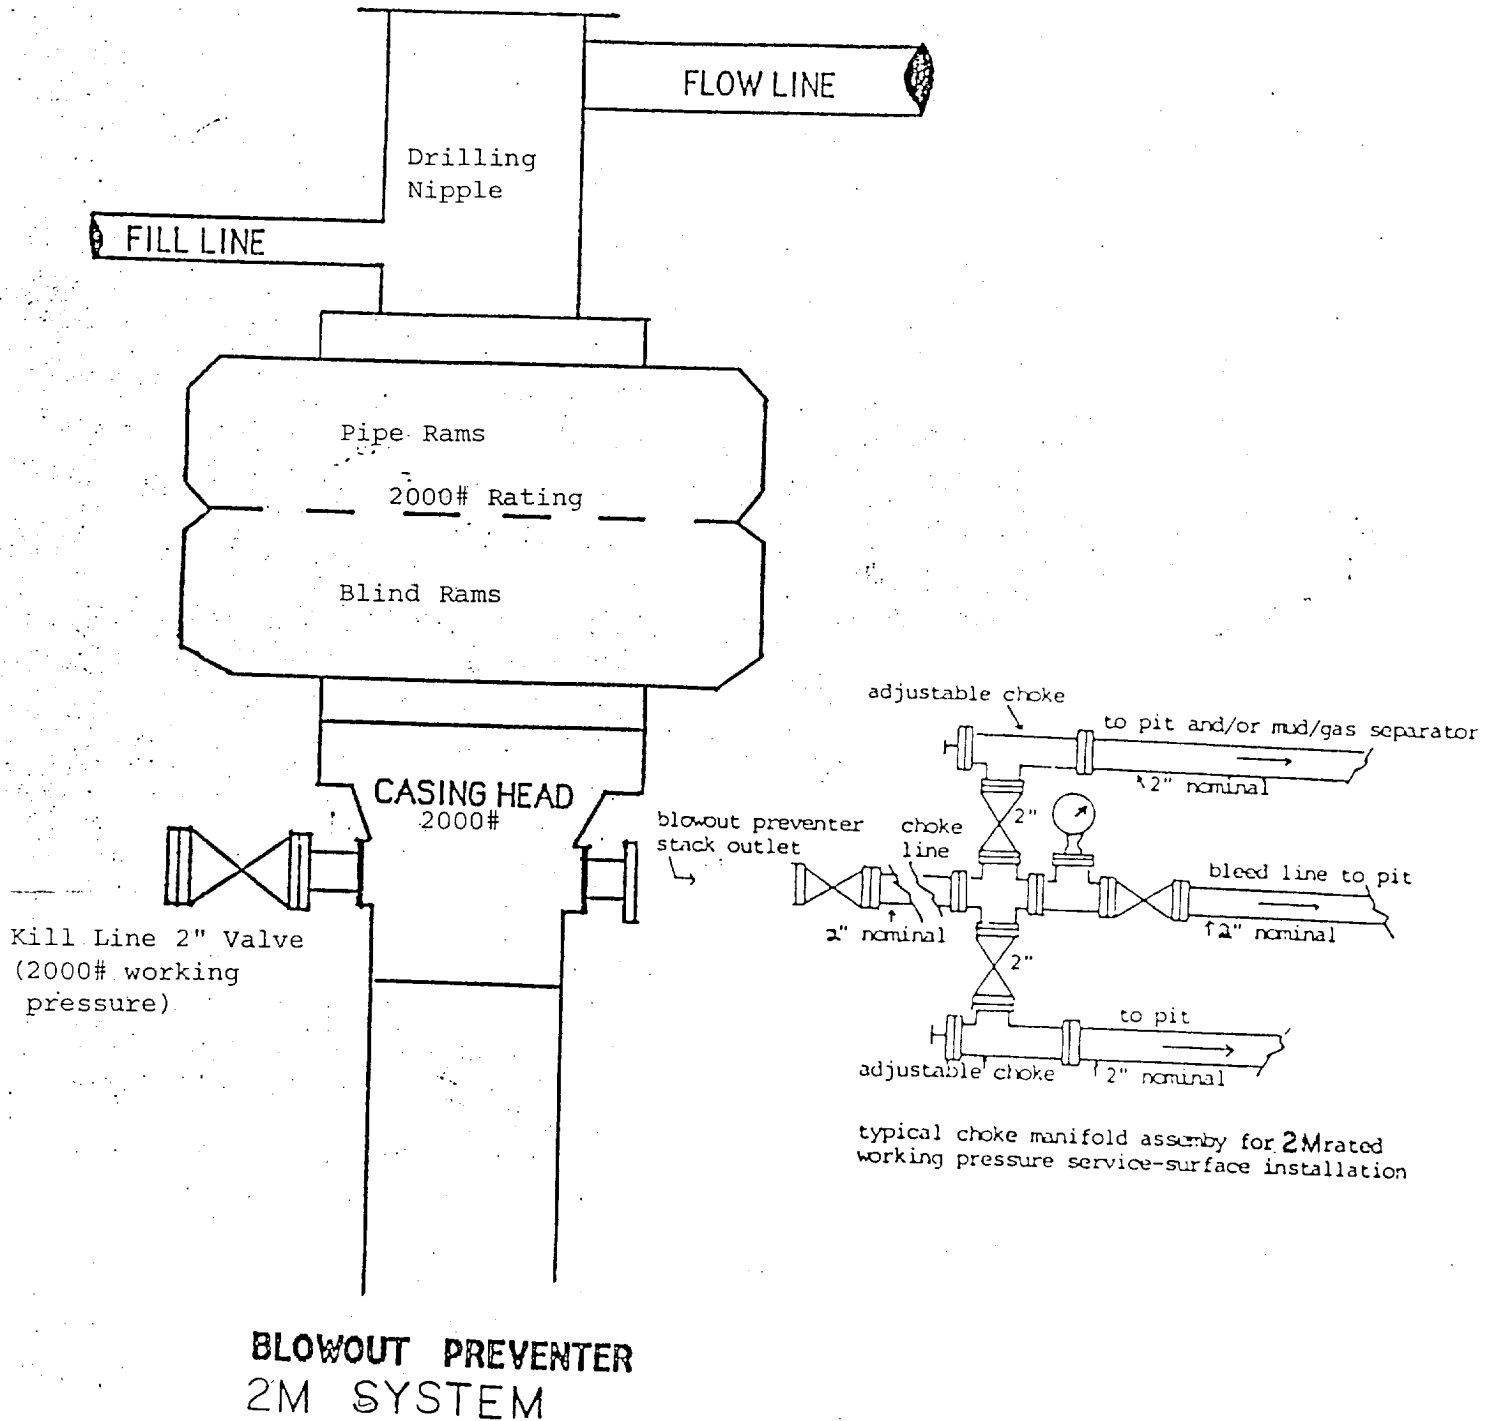 FLOW LINE
Drilling
Nipple
FILL LINE
Pipe Rams
2000# Rating
Blind Rams
CASING HEAD
2000#
Kill Line 2" Valve
(2000# working
pressure)
blowout preventer
stack outlet
choke
line
2" nominal
adjustable choke
to pit and/or mud/gas separator
2" nominal
2"
bleed line to pit
2" nominal
2"
to pit
adjustable choke
2" nominal
typical choke manifold assemby for 2M rated
working pressure service-surface installation
BLOWOUT PREVENTER
2M SYSTEM